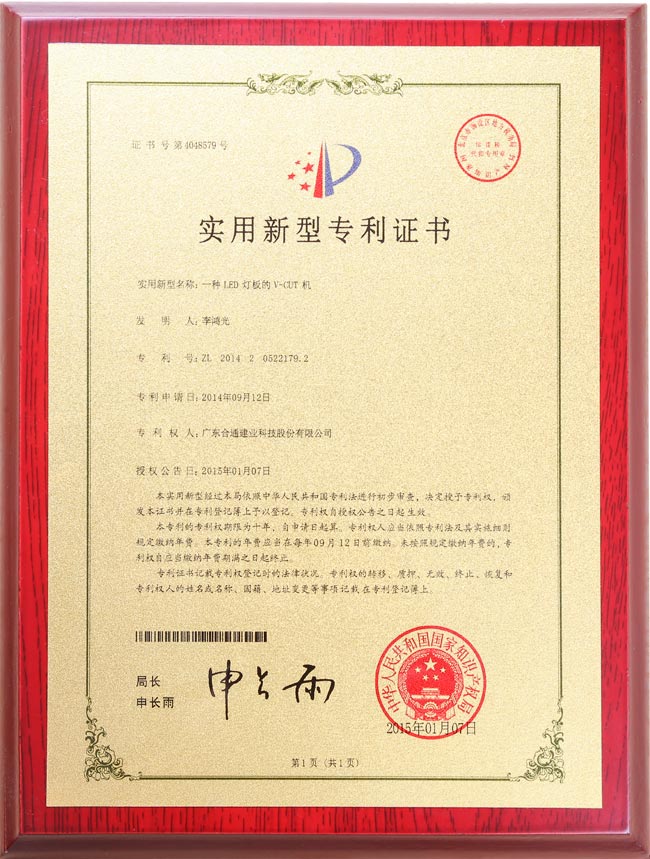 证书号第4048579号
实用新型专利证书
实用新型名称：一种 LED 灯板的 V-CUT 机
发 明 人：李鸿光
专 利 号：ZL 2014 2 0522179.2
专利申请日：2014年09月12日
专 利 权 人：广东合通建业科技股份有限公司
授权公告日：2015年01月07日
本实用新型经过本局依照中华人民共和国专利法进行初步审查，决定授予专利权，颁
发本证书并在专利登记簿上予以登记。专利权自授权公告之日起生效。
本专利的专利权期限为十年，自申请日起算。专利权人应当依照专利法及其实施细则
规定缴纳年费。本专利的年费应当在每年09月12日前缴纳。未按照规定缴纳年费的，专
利权自应当缴纳年费期满之日起终止。
专利证书记载专利权登记时的法律状况。专利权的转移、质押、无效、终止、恢复和
专利权人的姓名或名称、国籍、地址变更等事项记载在专利登记簿上。
局长
申长雨
申长雨
中华人民共和国国家知识产权局
2015年01月07日
第1页（共1页）